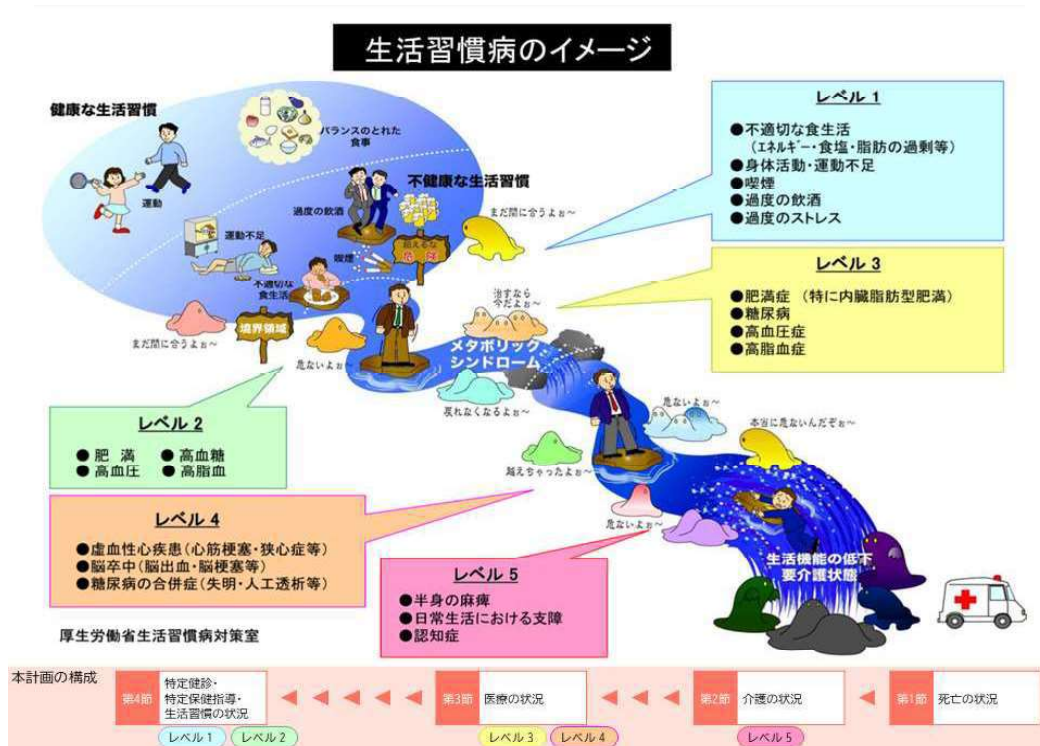 生活習慣病のイメージ
健康な生活習慣
バランスのとれた
食事
運動
不健康な生活習慣
過度の飲酒
まだ間に合うよぉ~
運動不足
喫煙
超えるな
危険
不適切な
食生活
治すなら
今だよぉ~
境界領域
まだ間に合うよぉ~
危ないよぉ~
メタボリック
シンドローム
戻れなくなるよぉ~
危ないよぉ~
本当に危ないんだぞぉ~
越えちゃったよぉ~
危ないよぉ~
生活機能の低下
要介護状態
レベル 1
●不適切な食生活
(エネルギー・食塩・脂肪の過剰等)
●身体活動・運動不足
●喫煙
●過度の飲酒
●過度のストレス
レベル 3
●肥満症 (特に内臓脂肪型肥満)
●糖尿病
●高血圧症
●高脂血症
レベル 2
● 肥 満 ● 高血糖
● 高血圧 ● 高脂血
レベル 4
●虚血性心疾患(心筋梗塞・狭心症等)
●脳卒中(脳出血・脳梗塞等)
●糖尿病の合併症(失明・人工透析等)
レベル 5
●半身の麻痺
●日常生活における支障
●認知症
厚生労働省生活習慣病対策室
本計画の構成
第4節
特定健診・
特定保健指導・
生活習慣の状況
第3節 医療の状況
第2節 介護の状況
第1節 死亡の状況
レベル1 レベル2
レベル3 レベル4
レベル5